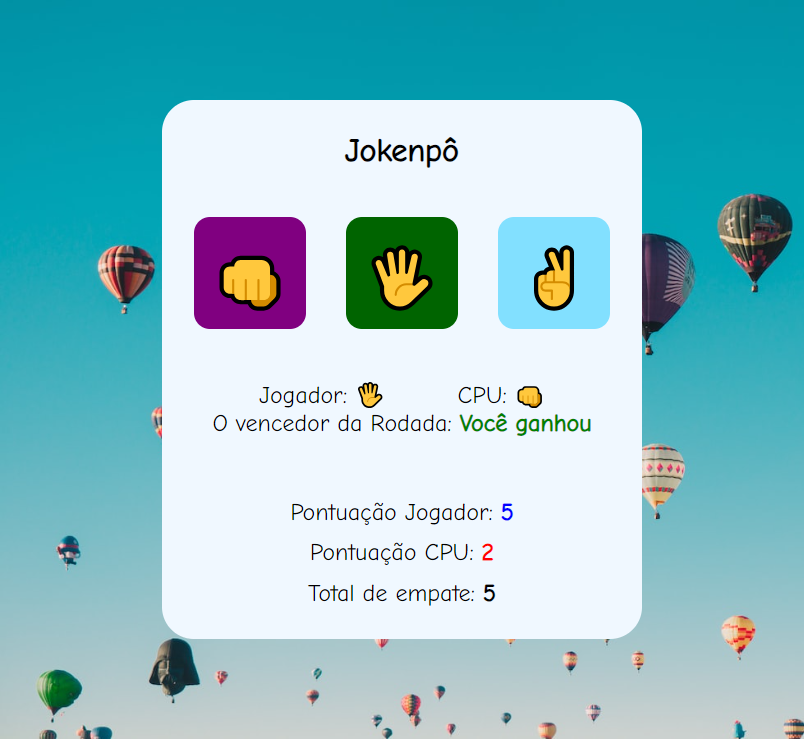 Jokenpô
Jogador: 🖐 CPU: 👊
O vencedor da Rodada: Você ganhou
Pontuação Jogador: 5
Pontuação CPU: 2
Total de empate: 5